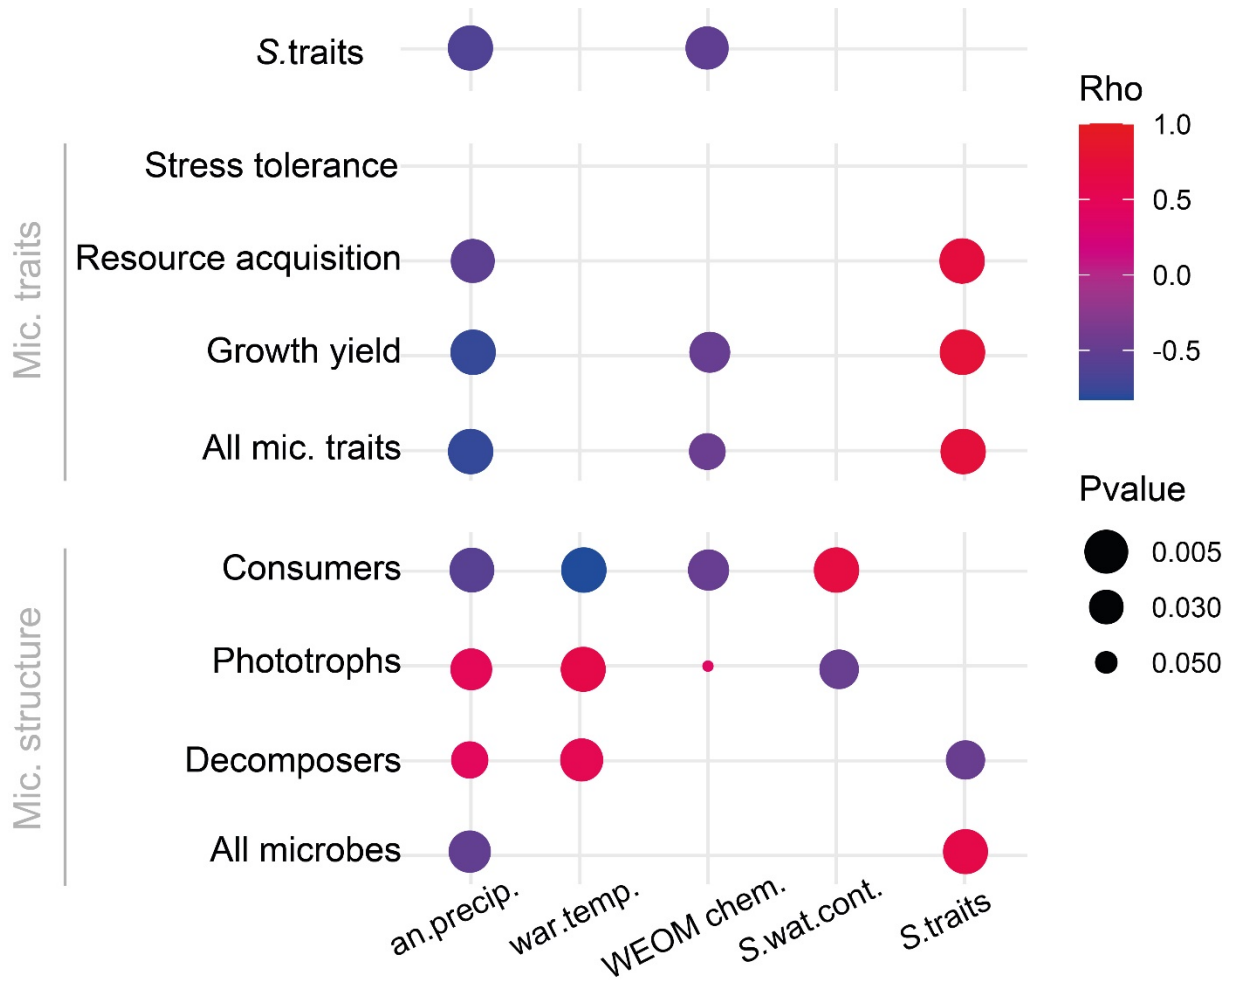 S.traits
Mic. traits
Stress tolerance
Resource acquisition
Growth yield
All mic. traits
Mic. structure
Consumers
Phototrophs
Decomposers
All microbes
an.precip.
war.temp.
WEOM chem.
S.wat.cont.
S.traits
Rho
1.0
0.5
0.0
-0.5
Pvalue
0.005
0.030
0.050